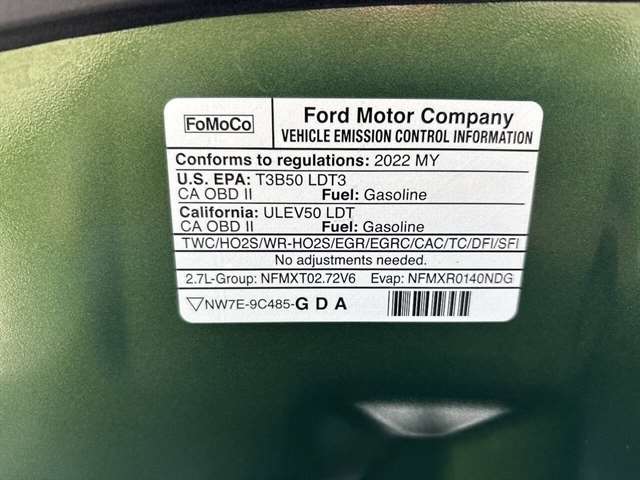 FoMoCo
Ford Motor Company
VEHICLE EMISSION CONTROL INFORMATION
Conforms to regulations: 2022 MY
U.S. EPA: T3B50 LDT3
CA OBD II Fuel: Gasoline
California: ULEV50 LDT
CA OBD II Fuel: Gasoline
TWC/HO2S/WR-HO2S/EGR/EGRC/CAC/TC/DFI/SFI
No adjustments needed.
2.7L-Group: NFMXT02.72V6 Evap: NFMXR0140NDG
NW7E-9C485-GDA